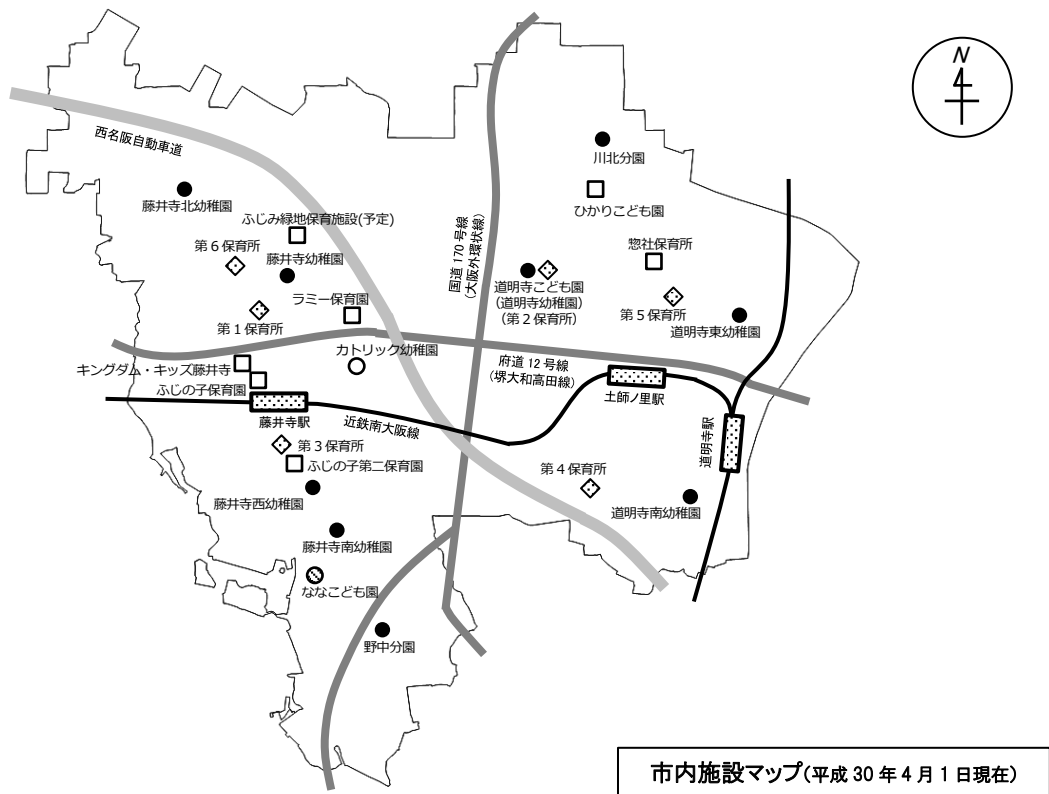 N
西名阪自動車道
川北分園
藤井寺北幼稚園
ひかりこども園
ふじみ緑地保育施設(予定)
国道 170 号線
(大阪外環状線)
第６保育所
藤井寺幼稚園
惣社保育所
道明寺こども園
(道明寺幼稚園)
(第２保育所)
ラミー保育園
第５保育所
道明寺東幼稚園
第１保育所
カトリック幼稚園
府道 12 号線
(堺大和高田線)
キングダム・キッズ藤井寺
ふじの子保育園
土師ノ里駅
藤井寺駅
近鉄南大阪線
道明寺駅
第３保育所
ふじの子第二保育園
第４保育所
藤井寺西幼稚園
道明寺南幼稚園
藤井寺南幼稚園
ななこども園
野中分園
市内施設マップ(平成 30 年 4 月 1 日現在)